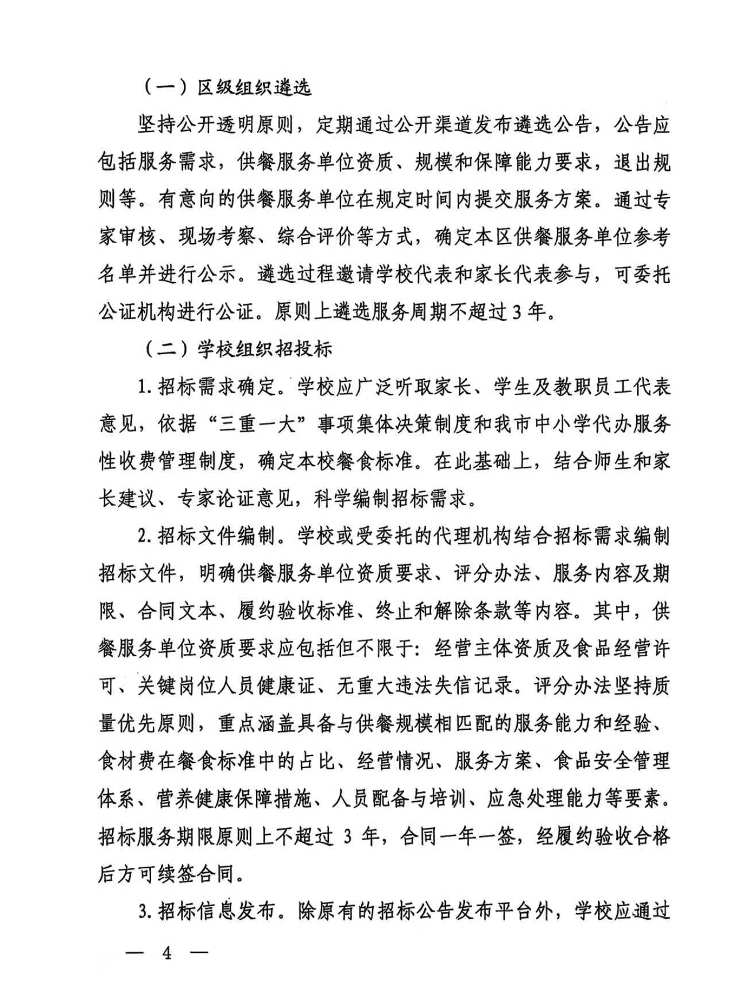 （一）区级组织遴选
坚持公开透明原则，定期通过公开渠道发布遴选公告，公告应
包括服务需求，供餐服务单位资质、规模和保障能力要求，退出规
则等。有意向的供餐服务单位在规定时间内提交服务方案。通过专
家审核、现场考察、综合评价等方式，确定本区供餐服务单位参考
名单并进行公示。遴选过程邀请学校代表和家长代表参与，可委托
公证机构进行公证。原则上遴选服务周期不超过3年。
（二）学校组织招投标
1.招标需求确定。学校应广泛听取家长、学生及教职员工代表
意见，依据“三重一大”事项集体决策制度和我市中小学代办服务
性收费管理制度，确定本校餐食标准。在此基础上，结合师生和家
长建议、专家论证意见，科学编制招标需求。
2.招标文件编制。学校或受委托的代理机构结合招标需求编制
招标文件，明确供餐服务单位资质要求、评分办法、服务内容及期
限、合同文本、履约验收标准、终止和解除条款等内容。其中，供
餐服务单位资质要求应包括但不限于：经营主体资质及食品经营许
可、关键岗位人员健康证、无重大违法失信记录。评分办法坚持质
量优先原则，重点涵盖具备与供餐规模相匹配的服务能力和经验、
食材费在餐食标准中的占比、经营情况、服务方案、食品安全管理
体系、营养健康保障措施、人员配备与培训、应急处理能力等要素。
招标服务期限原则上不超过 3 年，合同一年一签，经履约验收合格
后方可续签合同。
3.招标信息发布。除原有的招标公告发布平台外，学校应通过
— 4 —